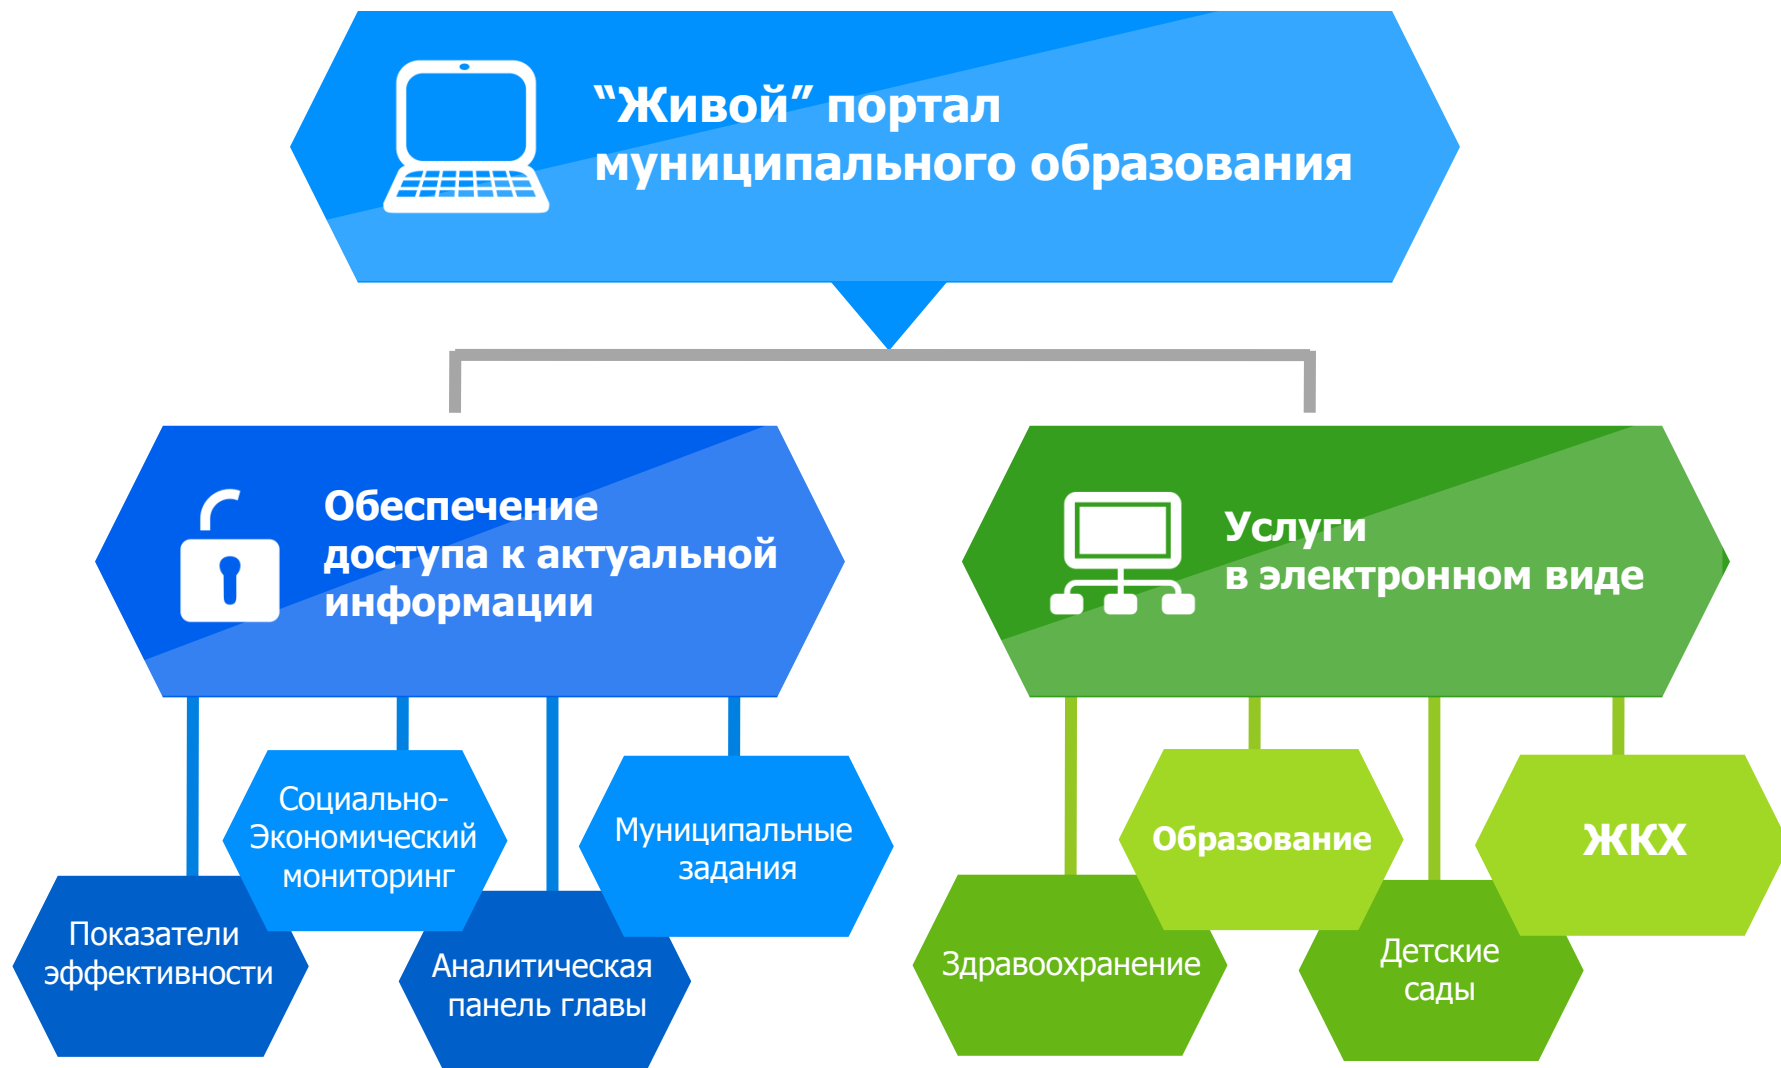 “Живой” портал
муниципального образования
Обеспечение
доступа к актуальной
информации
Услуги
в электронном виде
Социально-
Экономический
мониторинг
Муниципальные
задания
Показатели
эффективности
Аналитическая
панель главы
Образование
ЖКХ
Здравоохранение
Детские
сады